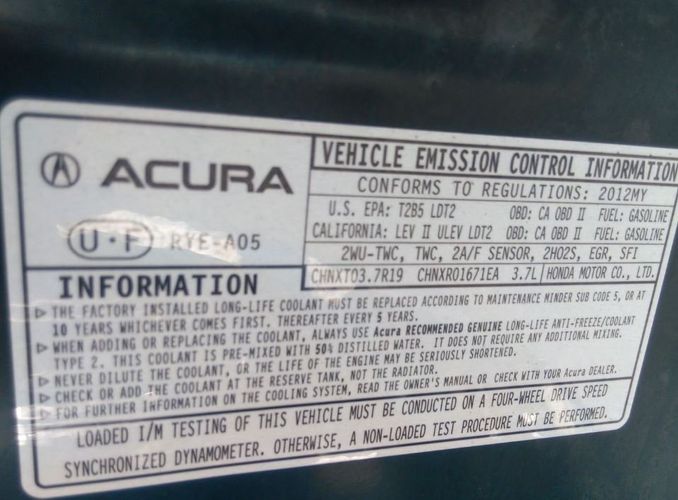 ACURA
U·F RYE-A05
VEHICLE EMISSION CONTROL INFORMATION
CONFORMS TO REGULATIONS: 2012MY
U.S. EPA: T2B5 LDT2 OBD: CA OBD II FUEL: GASOLINE
CALIFORNIA: LEV II ULEV LDT2 OBD: CA OBD II FUEL: GASOLINE
2WU-TWC, TWC, 2A/F SENSOR, 2HO2S, EGR, SFI
CHNXT03.7R19 CHNXR0167IEA 3.7L HONDA MOTOR CO., LTD.
INFORMATION
▷ THE FACTORY INSTALLED LONG-LIFE COOLANT MUST BE REPLACED ACCORDING TO MAINTENANCE MINDER SUB CODE 5, OR AT
10 YEARS WHICHEVER COMES FIRST. THEREAFTER EVERY 5 YEARS.
▷ WHEN ADDING OR REPLACING THE COOLANT, ALWAYS USE Acura RECOMMENDED GENUINE LONG-LIFE ANTI-FREEZE/COOLANT
TYPE 2. THIS COOLANT IS PRE-MIXED WITH 50% DISTILLED WATER. IT DOES NOT REQUIRE ANY ADDITIONAL MIXING.
▷ NEVER DILUTE THE COOLANT, OR THE LIFE OF THE ENGINE MAY BE SERIOUSLY SHORTENED.
▷ CHECK OR ADD THE COOLANT AT THE RESERVE TANK, NOT THE RADIATOR.
▷ FOR FURTHER INFORMATION ON THE COOLING SYSTEM, READ THE OWNER'S MANUAL OR CHECK WITH YOUR Acura DEALER.
LOADED I/M TESTING OF THIS VEHICLE MUST BE CONDUCTED ON A FOUR-WHEEL DRIVE SPEED
SYNCHRONIZED DYNAMOMETER. OTHERWISE, A NON-LOADED TEST PROCEDURE MUST BE PERFORMED.